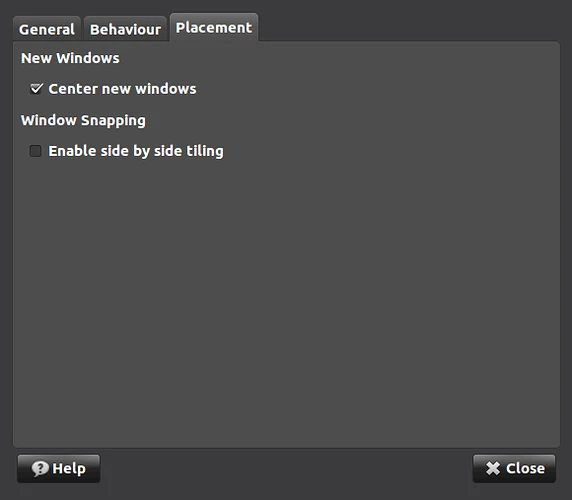 General Behaviour Placement
New Windows
Center new windows
Window Snapping
Enable side by side tiling
Help Close